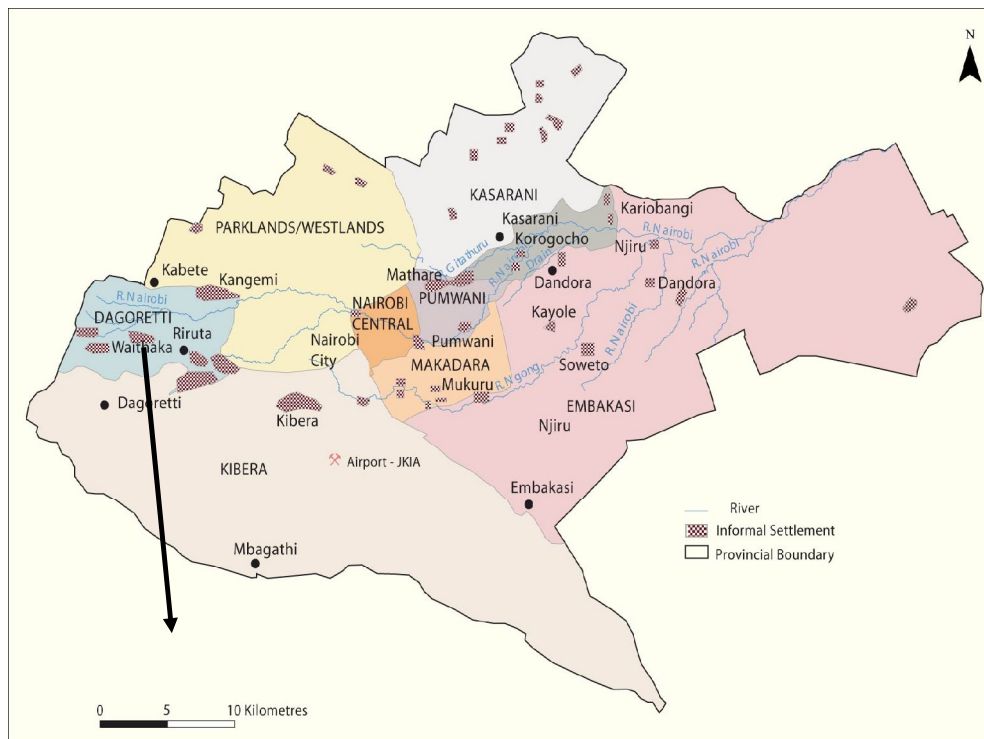 N
KASARANI
Kasarani
Kariobangi
PARKLANDS/WESTLANDS
Korogocho
R.Nairobi
Gitathuru
Njiru
R.Nairobi
R.Nairobi
Drain
Mathare
Kabete
Kangemi
Dandora
Dandora
R.Nairobi
NAIROBI
CENTRAL
PUMWANI
DAGORETTI
Riruta
Waithaka
Nairobi
City
Kayole
R.Nairobi
Pumwani
MAKADARA
Mukuru
R.N'gong
Soweto
Dagoretti
Kibera
EMBAKASI
Njiru
KIBERA
Airport - JKIA
Embakasi
River
Informal Settlement
Provincial Boundary
Mbagathi
0 5 10 Kilometres